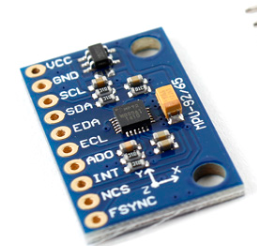 VCC
GND
SCL
SDA
EDA
ECL
ADO
INT
NCS
FSYNC
MPU-92/65
X
Y
Z